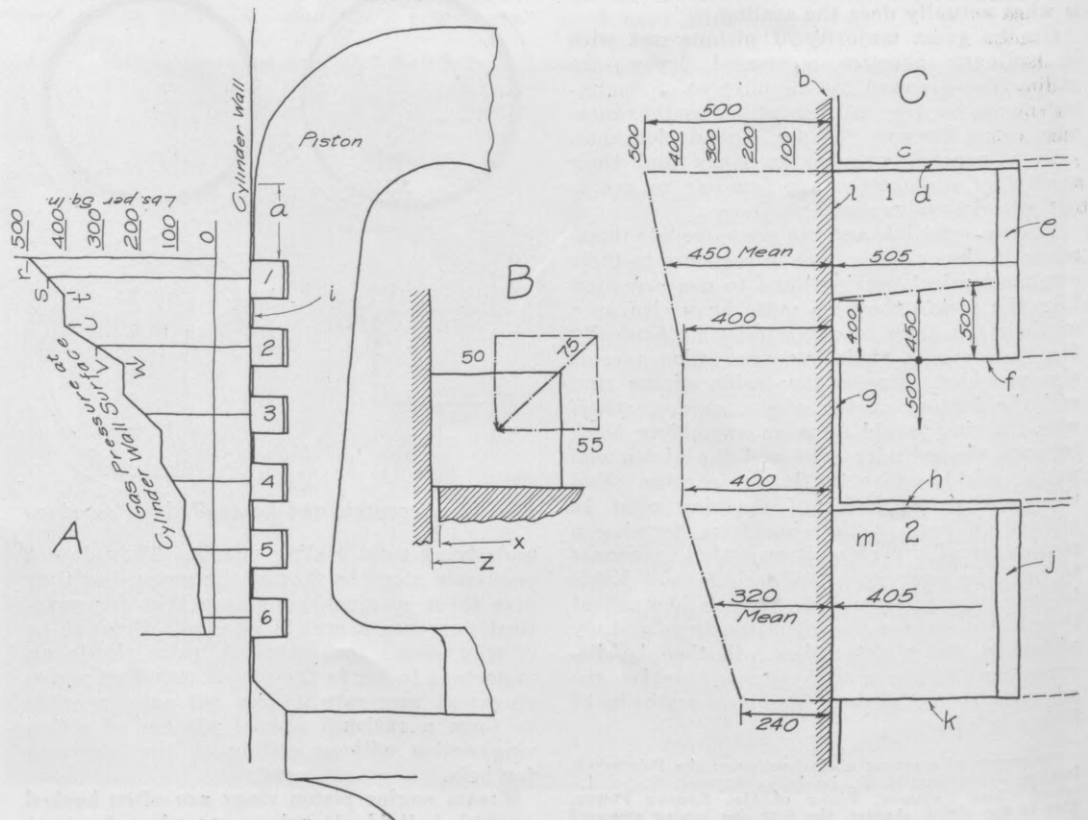 Piston
Cylinder Wall
Lbs. per Sq. In.
500
400
300
200
100
0
a
1
i
2
3
4
5
6
r
s
t
u
v
w
Gas Pressure at
Cylinder Wall Surface
A
B
50
75
55
x
z
C
b
500
500
400
300
200
100
c
d
1
i
e
450 Mean
505
400
400
450
500
f
g
500
400
h
m 2
j
320
Mean
405
240
k